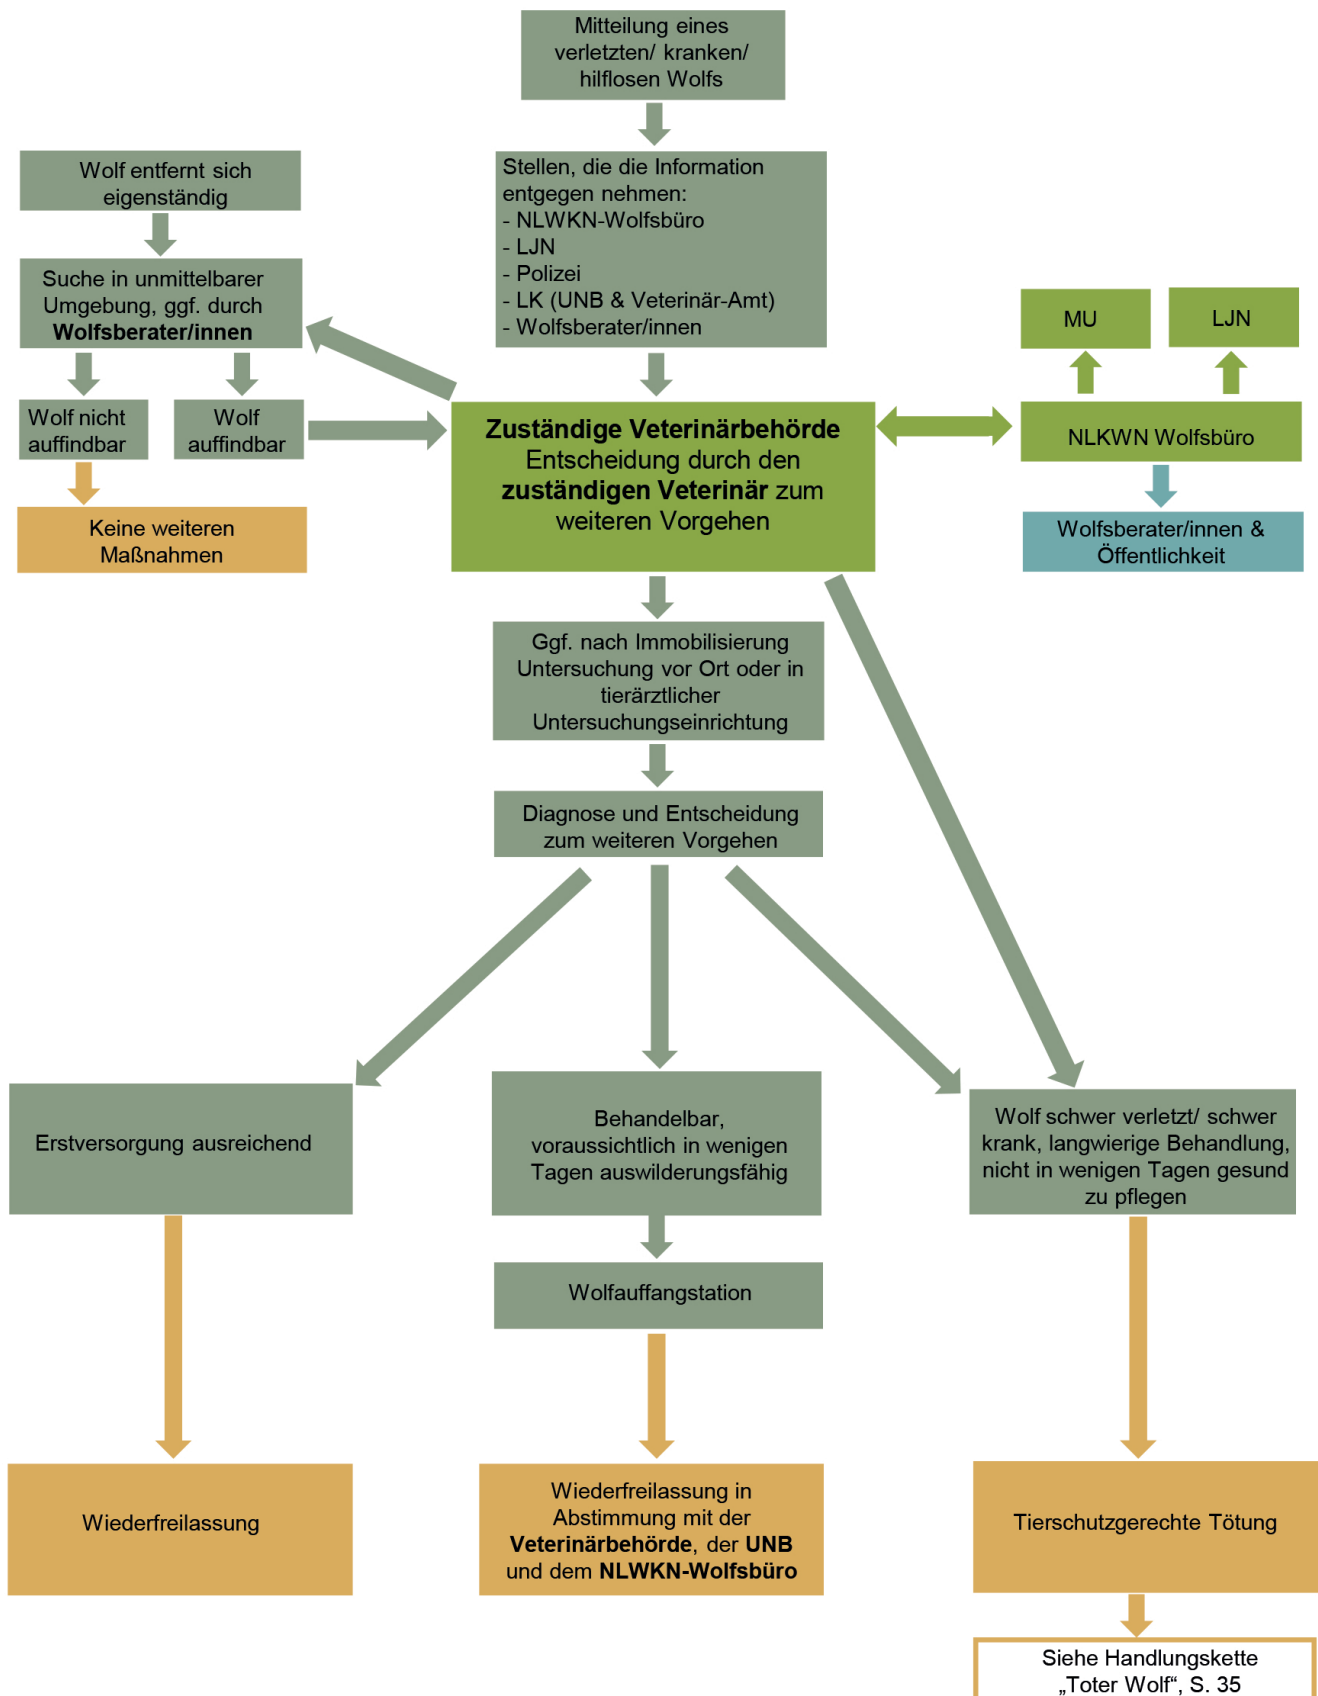 Mitteilung eines
verletzten/ kranken/
hilflosen Wolfs
Wolf entfernt sich
eigenständig
Stellen, die die Information
entgegen nehmen:
- NLWKN-Wolfsbüro
- LJN
- Polizei
- LK (UNB & Veterinär-Amt)
- Wolfsberater/innen
Suche in unmittelbarer
Umgebung, ggf. durch
Wolfsberater/innen
MU
LJN
Wolf nicht
auffindbar
Wolf
auffindbar
Zuständige Veterinärbehörde
Entscheidung durch den
zuständigen Veterinär zum
weiteren Vorgehen
NLKWN Wolfsbüro
Keine weiteren
Maßnahmen
Wolfsberater/innen &
Öffentlichkeit
Ggf. nach Immobilisierung
Untersuchung vor Ort oder in
tierärztlicher
Untersuchungseinrichtung
Diagnose und Entscheidung
zum weiteren Vorgehen
Erstversorgung ausreichend
Behandelbar,
voraussichtlich in wenigen
Tagen auswilderungsfähig
Wolf schwer verletzt/ schwer
krank, langwierige Behandlung,
nicht in wenigen Tagen gesund
zu pflegen
Wolfauffangstation
Wiederfreilassung
Wiederfreilassung in
Abstimmung mit der
Veterinärbehörde, der UNB
und dem NLWKN-Wolfsbüro
Tierschutzgerechte Tötung
Siehe Handlungskette
„Toter Wolf“, S. 35